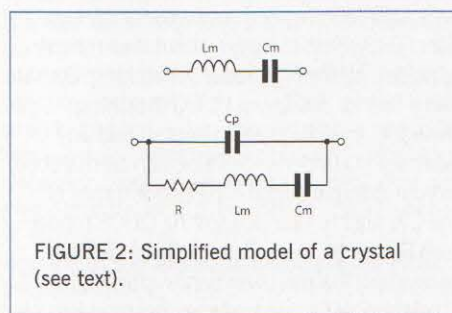 Lm Cm
Cp
R Lm Cm
FIGURE 2: Simplified model of a crystal
(see text).